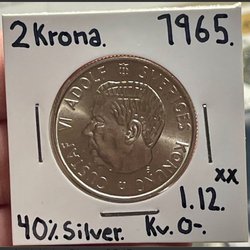 2 Krona. 1965.
GUSTAF VI ADOLF SVERIGES KONUNG
U
xx
1.12.
40% Silver. Kv. 0-.